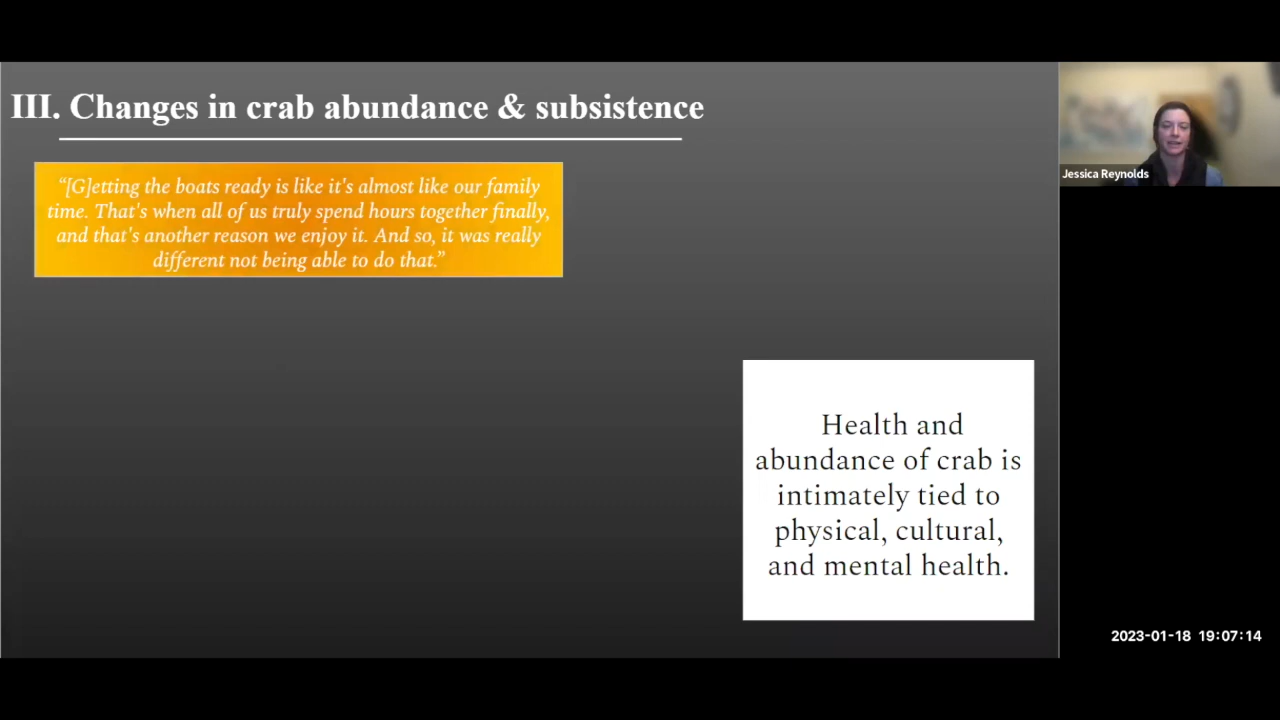 III. Changes in crab abundance & subsistence
“[G]etting the boats ready is like it's almost like our family
time. That's when all of us truly spend hours together finally,
and that's another reason we enjoy it. And so, it was really
different not being able to do that.”
Jessica Reynolds
Health and
abundance of crab is
intimately tied to
physical, cultural,
and mental health.
2023-01-18 19:07:14